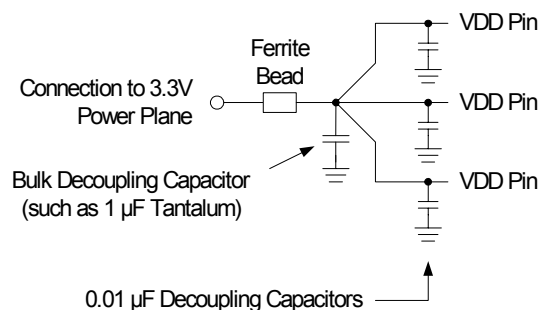 VDD Pin
Ferrite
Bead
Connection to 3.3V
Power Plane
VDD Pin
Bulk Decoupling Capacitor
(such as 1 µF Tantalum)
VDD Pin
0.01 µF Decoupling Capacitors